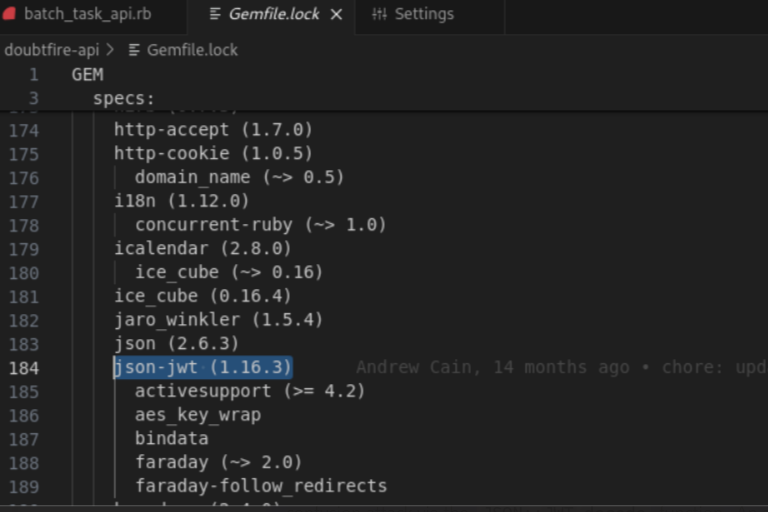 batch_task_api.rb
Gemfile.lock
Settings
doubtfire-api > Gemfile.lock
1 GEM
3 specs:
174 http-accept (1.7.0)
175 http-cookie (1.0.5)
176 domain_name (~> 0.5)
177 i18n (1.12.0)
178 concurrent-ruby (~> 1.0)
179 icalendar (2.8.0)
180 ice_cube (~> 0.16)
181 ice_cube (0.16.4)
182 jaro_winkler (1.5.4)
183 json (2.6.3)
184 json-jwt (1.16.3) Andrew Cain, 14 months ago • chore: upd
185 activesupport (>= 4.2)
186 aes_key_wrap
187 bindata
188 faraday (~> 2.0)
189 faraday-follow_redirects